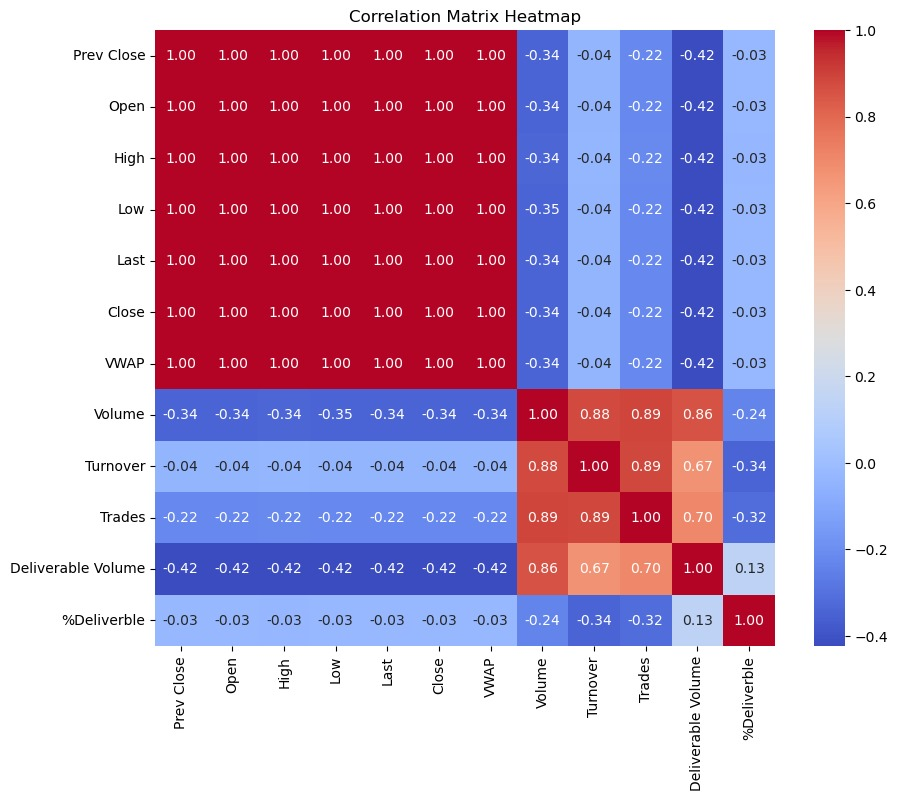 Correlation Matrix Heatmap
Prev Close 1.00 1.00 1.00 1.00 1.00 1.00 1.00 -0.34 -0.04 -0.22 -0.42 -0.03
Open 1.00 1.00 1.00 1.00 1.00 1.00 1.00 -0.34 -0.04 -0.22 -0.42 -0.03
High 1.00 1.00 1.00 1.00 1.00 1.00 1.00 -0.34 -0.04 -0.22 -0.42 -0.03
Low 1.00 1.00 1.00 1.00 1.00 1.00 1.00 -0.35 -0.04 -0.22 -0.42 -0.03
Last 1.00 1.00 1.00 1.00 1.00 1.00 1.00 -0.34 -0.04 -0.22 -0.42 -0.03
Close 1.00 1.00 1.00 1.00 1.00 1.00 1.00 -0.34 -0.04 -0.22 -0.42 -0.03
VWAP 1.00 1.00 1.00 1.00 1.00 1.00 1.00 -0.34 -0.04 -0.22 -0.42 -0.03
Volume -0.34 -0.34 -0.34 -0.35 -0.34 -0.34 -0.34 1.00 0.88 0.89 0.86 -0.24
Turnover -0.04 -0.04 -0.04 -0.04 -0.04 -0.04 -0.04 0.88 1.00 0.89 0.67 -0.34
Trades -0.22 -0.22 -0.22 -0.22 -0.22 -0.22 -0.22 0.89 0.89 1.00 0.70 -0.32
Deliverable Volume -0.42 -0.42 -0.42 -0.42 -0.42 -0.42 -0.42 0.86 0.67 0.70 1.00 0.13
%Deliverble -0.03 -0.03 -0.03 -0.03 -0.03 -0.03 -0.03 -0.24 -0.34 -0.32 0.13 1.00
Prev Close
Open
High
Low
Last
Close
VWAP
Volume
Turnover
Trades
Deliverable Volume
%Deliverble
1.0
0.8
0.6
0.4
0.2
0.0
-0.2
-0.4